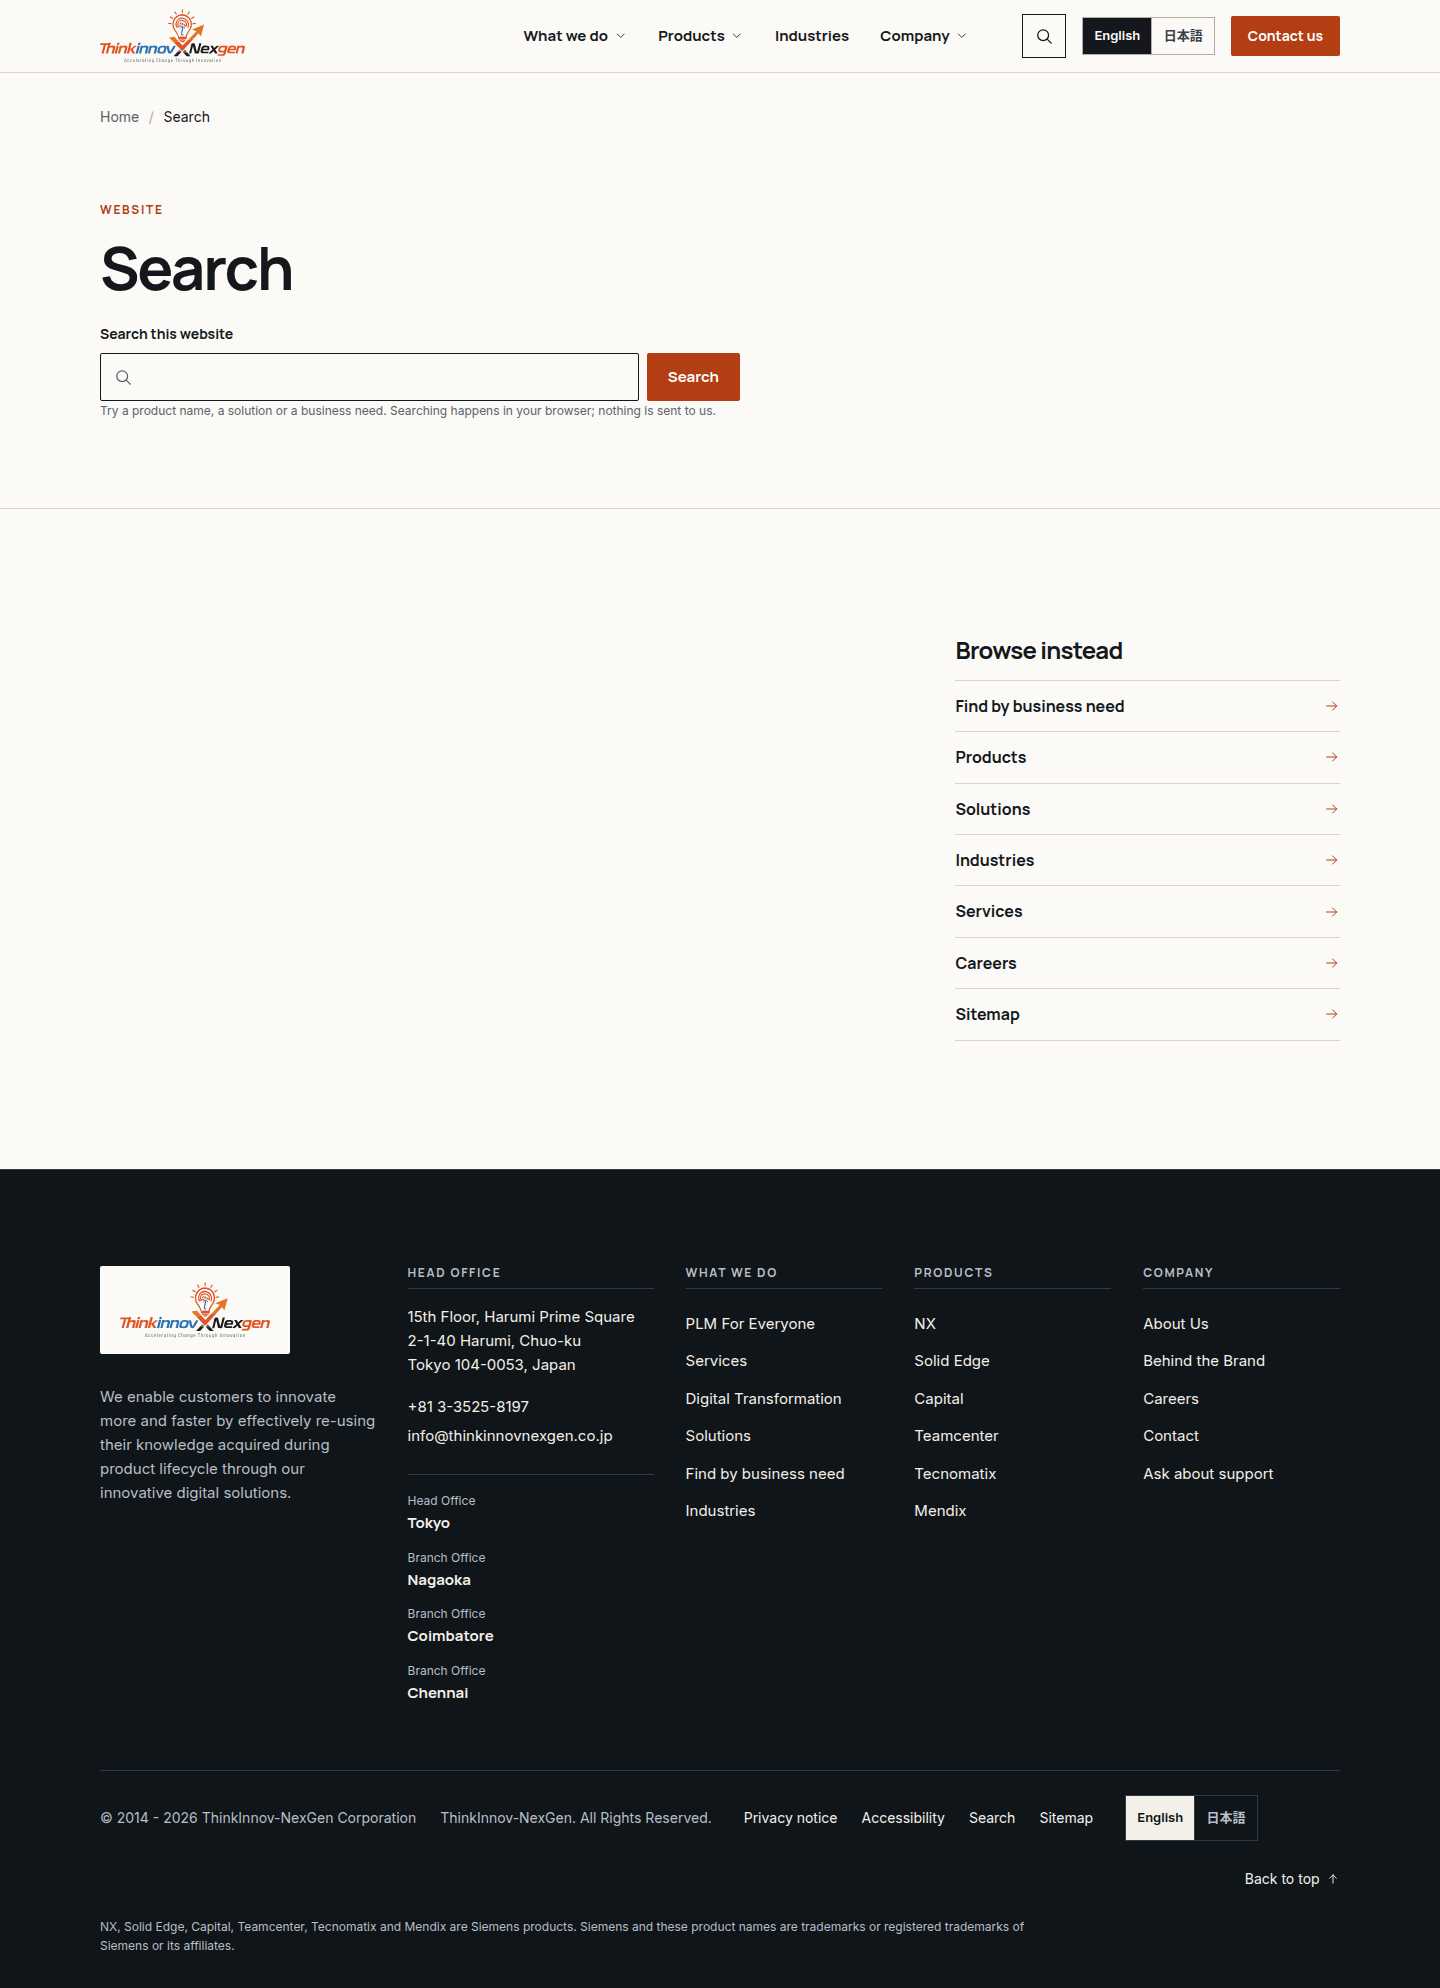 ThinkinnovXNexgen
Accelerating Change Through Innovation
What we do
Products
Industries
Company
English
日本語
Contact us
Home / Search
WEBSITE
Search
Search this website
Search
Try a product name, a solution or a business need. Searching happens in your browser; nothing is sent to us.
Browse instead
Find by business need
Products
Solutions
Industries
Services
Careers
Sitemap
ThinkinnovXNexgen
Accelerating Change Through Innovation
We enable customers to innovate
more and faster by effectively re-using
their knowledge acquired during
product lifecycle through our
innovative digital solutions.
HEAD OFFICE
15th Floor, Harumi Prime Square
2-1-40 Harumi, Chuo-ku
Tokyo 104-0053, Japan
+81 3-3525-8197
info@thinkinnovnexgen.co.jp
Head Office
Tokyo
Branch Office
Nagaoka
Branch Office
Coimbatore
Branch Office
Chennai
WHAT WE DO
PLM For Everyone
Services
Digital Transformation
Solutions
Find by business need
Industries
PRODUCTS
NX
Solid Edge
Capital
Teamcenter
Tecnomatix
Mendix
COMPANY
About Us
Behind the Brand
Careers
Contact
Ask about support
© 2014 - 2026 ThinkInnov-NexGen Corporation
ThinkInnov-NexGen. All Rights Reserved.
Privacy notice
Accessibility
Search
Sitemap
English
日本語
Back to top ↑
NX, Solid Edge, Capital, Teamcenter, Tecnomatix and Mendix are Siemens products. Siemens and these product names are trademarks or registered trademarks of
Siemens or its affiliates.